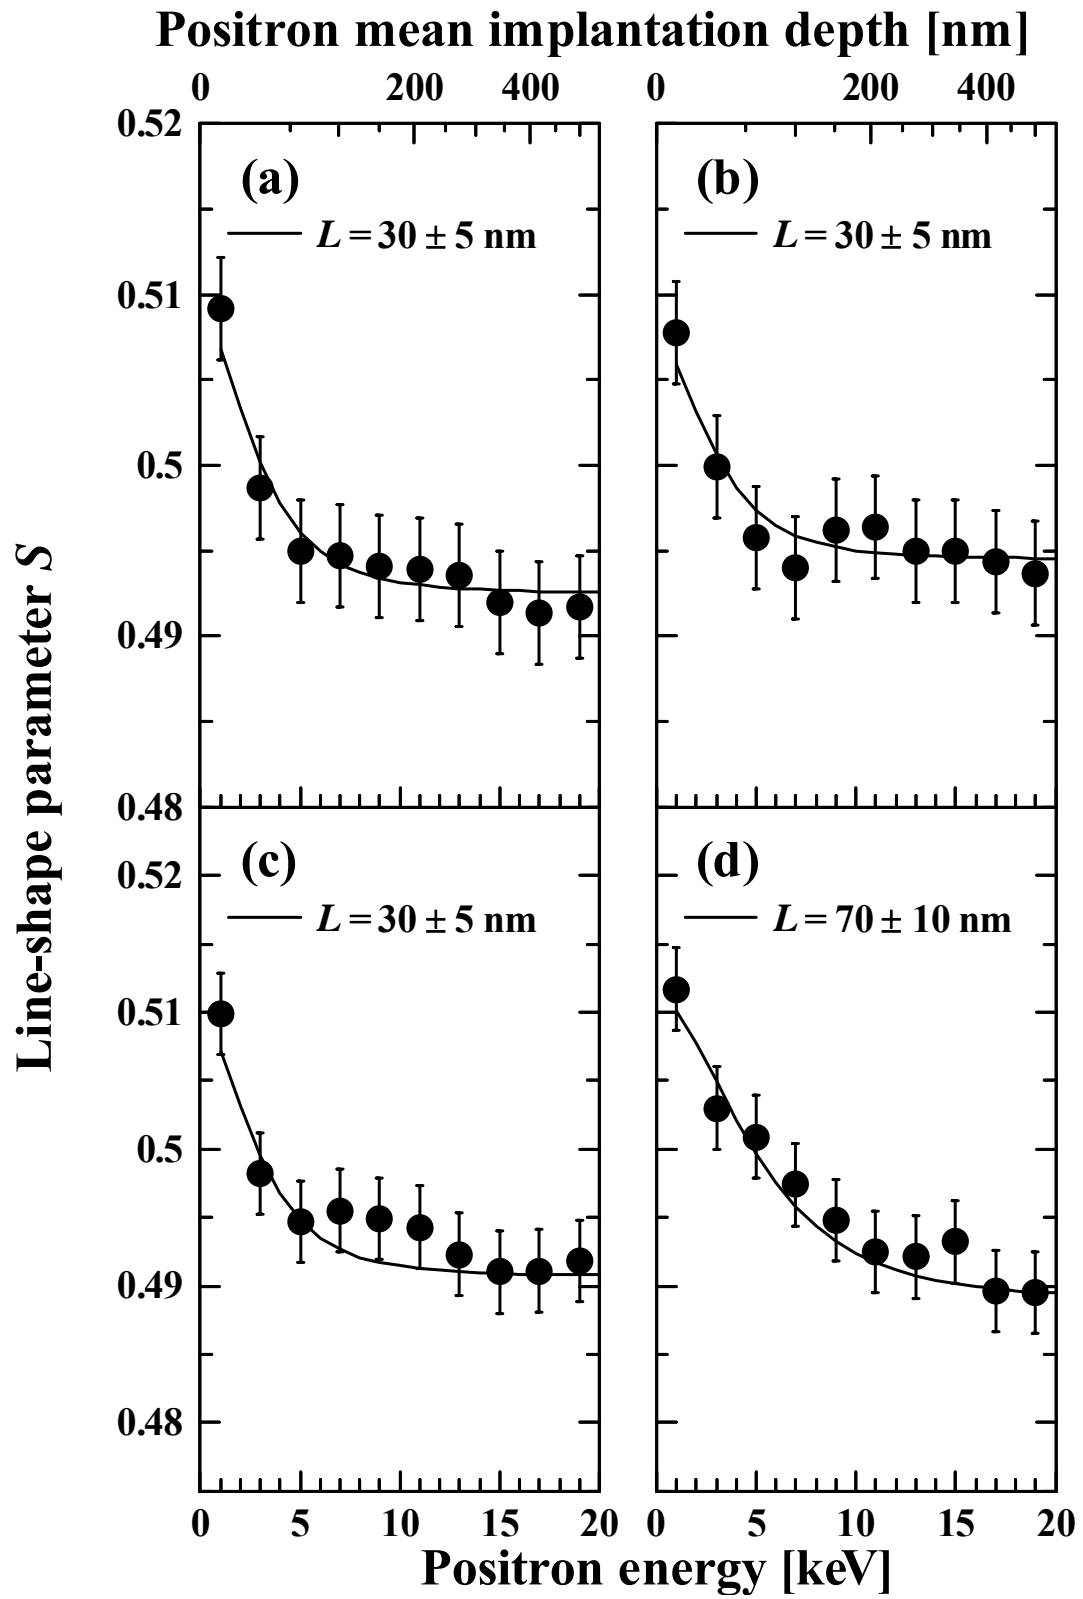 Positron mean implantation depth [nm]
0 200 400 0 200 400
0.52
(a) (b)
L = 30 ± 5 nm L = 30 ± 5 nm
0.51
0.5
0.49
0.48
Line-shape parameter S
(c) (d)
0.52
L = 30 ± 5 nm L = 70 ± 10 nm
0.51
0.5
0.49
0.48
0 5 10 15 20 0 5 10 15 20
Positron energy [keV]